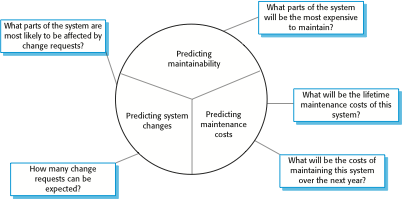 What parts of the system are
most likely to be affected by
change requests?
What parts of the system
will be the most expensive
to maintain?
Predicting
maintainability
What will be the lifetime
maintenance costs of this
system?
Predicting system
changes
Predicting
maintenance
costs
How many change
requests can be
expected?
What will be the costs of
maintaining this system
over the next year?